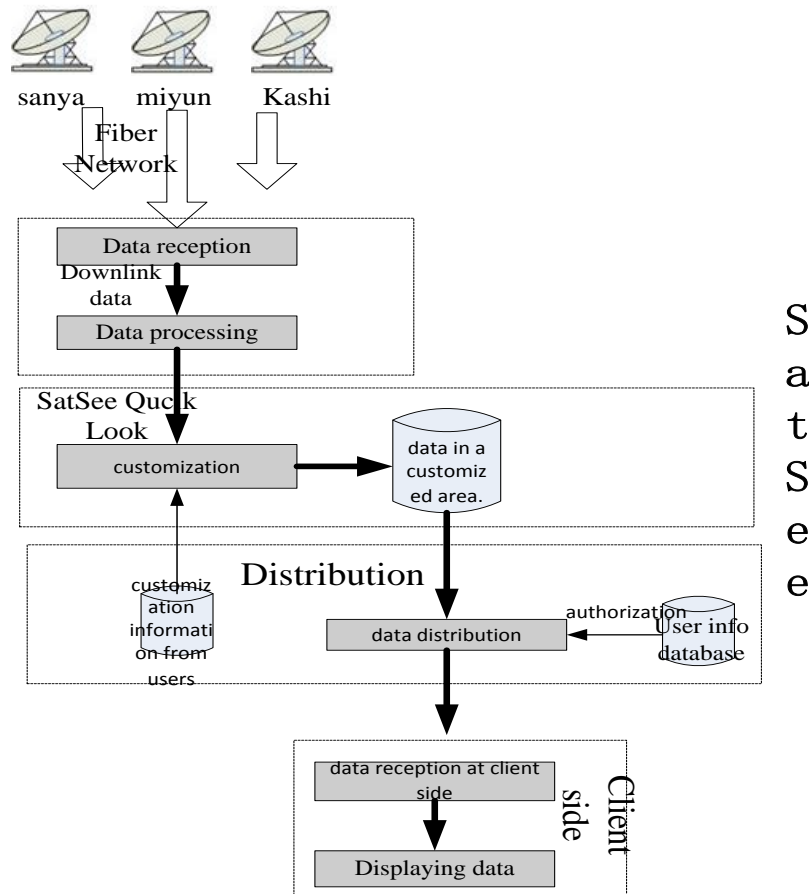 sanya
miyun
Kashi
Fiber
Network
Data reception
Downlink
data
Data processing
SatSee Qucik
Look
customization
data in a
customiz
ed area.
Distribution
customiz
ation
informati
on from
users
data distribution
authorization
User info
database
data reception at client
side
Displaying data
Client
side
S
a
t
S
e
e